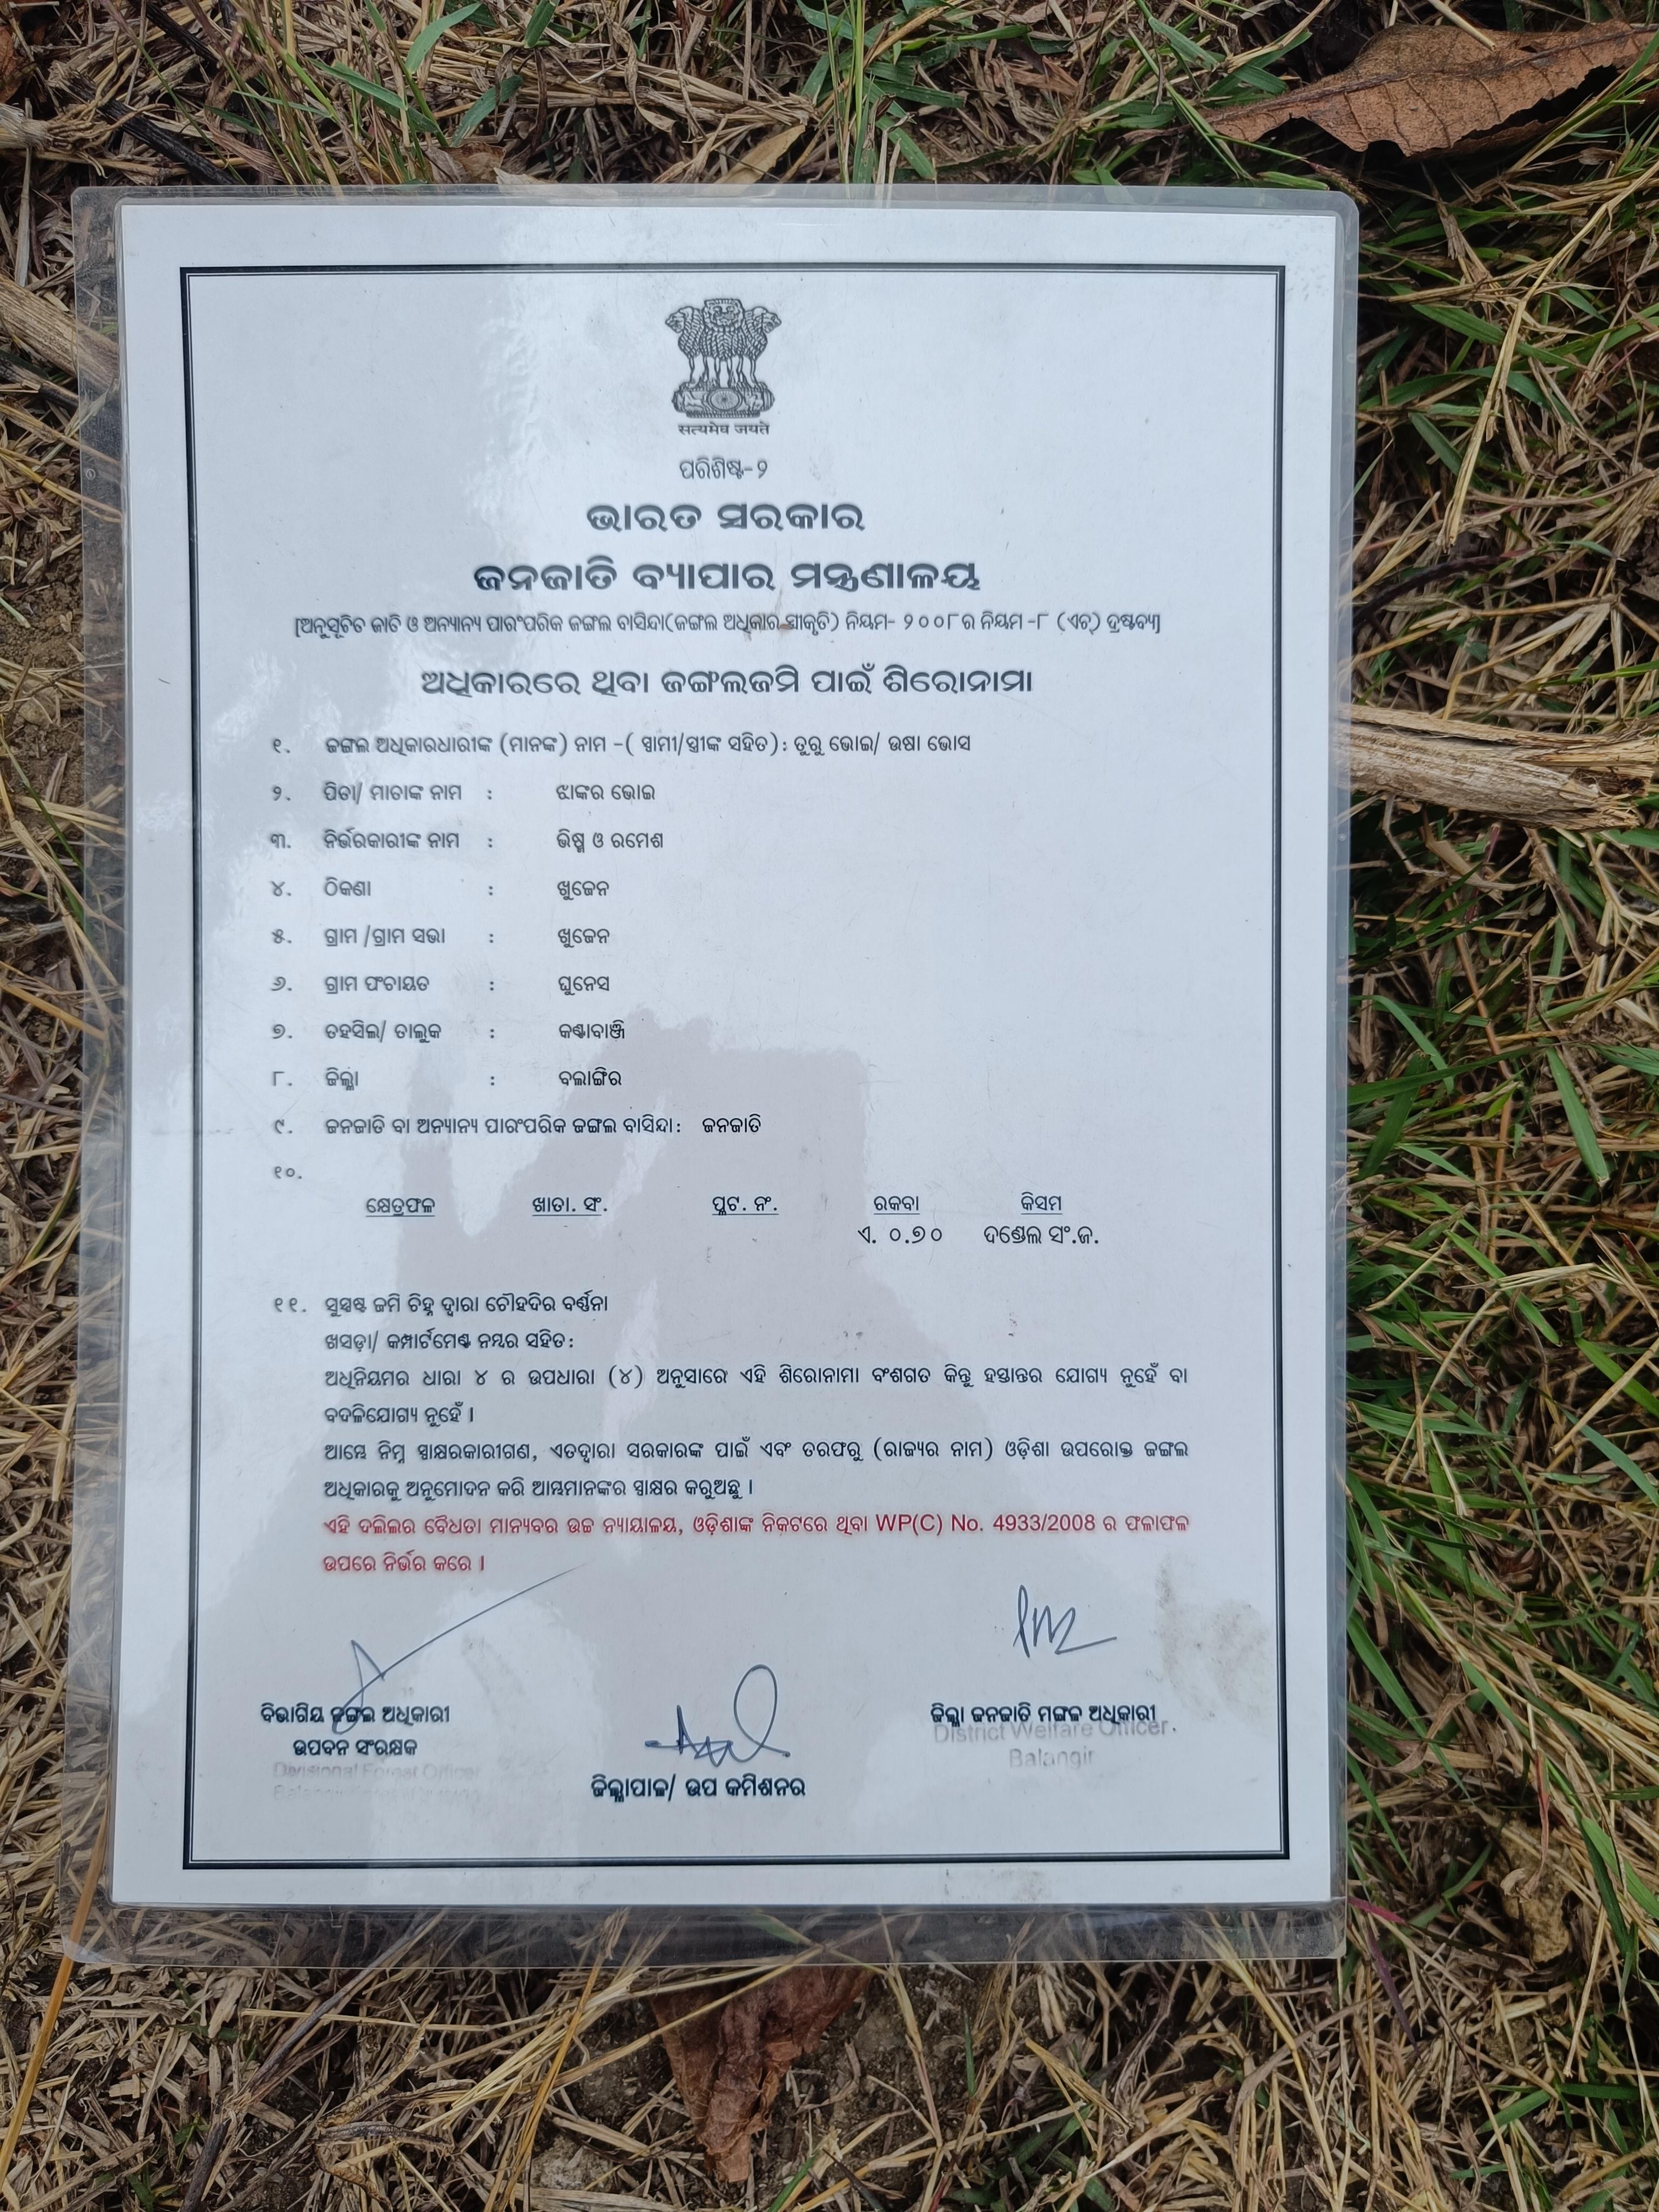 सत्यमेव जयते
ପରିଶିଷ୍ଟ-୨
ଭାରତ ସରକାର
ଜନଜାତି ବ୍ୟାପାର ମନ୍ତ୍ରଣାଳୟ
[ଅନୁସୂଚିତ ଜାତି ଓ ଅନ୍ୟାନ୍ୟ ପାରଂପରିକ ଜଙ୍ଗଲ ବାସିନ୍ଦା(ଜଙ୍ଗଲ ଅଧିକାର ସ୍ୱୀକୃତି) ନିୟମ- ୨୦୦୮ର ନିୟମ -୮ (ଏଚ୍) ଦ୍ରଷ୍ଟବ୍ୟ]
ଅଧିକାରରେ ଥିବା ଜଙ୍ଗଲଜମି ପାଇଁ ଶିରୋନାମା
୧. ଜଙ୍ଗଲ ଅଧିକାରଧାରୀଙ୍କ (ମାନଙ୍କ) ନାମ -( ସ୍ୱାମୀ/ସ୍ତ୍ରୀଙ୍କ ସହିତ): ତୁରୁ ଭୋଇ/ ଉଷା ଭୋସ
୨. ପିତା/ ମାତାଙ୍କ ନାମ : ଝାଙ୍କର ଭୋଇ
୩. ନିର୍ଭରକାରୀଙ୍କ ନାମ : ଭିଷ୍ମ ଓ ରମେଶ
୪. ଠିକଣା : ଖୁଜେନ
୫. ଗ୍ରାମ /ଗ୍ରାମ ସଭା : ଖୁଜେନ
୬. ଗ୍ରାମ ପଂଚାୟତ : ଘୁନେସ
୭. ତହସିଲ/ ତାଲୁକ : କଣ୍ଟାବାଞ୍ଜି
୮. ଜିଲ୍ଲା : ବଲାଙ୍ଗିର
୯. ଜନଜାତି ବା ଅନ୍ୟାନ୍ୟ ପାରଂପରିକ ଜଙ୍ଗଲ ବାସିନ୍ଦା: ଜନଜାତି
୧୦.
କ୍ଷେତ୍ରଫଳ ଖାତା. ସଂ. ପ୍ଲଟ. ନଂ. ରକବା କିସମ
ଏ. ୦.୭୦ ଦଣ୍ଡେଲ ସଂ.ଜ.
୧୧. ସୁସ୍ପଷ୍ଟ ଜମି ଚିହ୍ନ ଦ୍ୱାରା ଚୌହଦିର ବର୍ଣ୍ଣନା
ଖସଡ଼ା/ କମ୍ପାର୍ଟମେଣ୍ଟ ନମ୍ବର ସହିତ:
ଅଧିନିୟମର ଧାରା ୪ ର ଉପଧାରା (୪) ଅନୁସାରେ ଏହି ଶିରୋନାମା ବଂଶଗତ କିନ୍ତୁ ହସ୍ତାନ୍ତର ଯୋଗ୍ୟ ନୁହେଁ ବା
ବଦଳିଯୋଗ୍ୟ ନୁହେଁ ।
ଆମ୍ଭେ ନିମ୍ନ ସ୍ୱାକ୍ଷରକାରୀଗଣ, ଏତଦ୍ଦ୍ୱାରା ସରକାରଙ୍କ ପାଇଁ ଏବଂ ତରଫରୁ (ରାଜ୍ୟର ନାମ) ଓଡ଼ିଶା ଉପରୋକ୍ତ ଜଙ୍ଗଲ
ଅଧିକାରକୁ ଅନୁମୋଦନ କରି ଆମ୍ଭମାନଙ୍କର ସ୍ୱାକ୍ଷର କରୁଅଛୁ ।
ଏହି ଦଲିଲର ବୈଧତା ମାନ୍ୟବର ଉଚ୍ଚ ନ୍ୟାୟାଳୟ, ଓଡ଼ିଶାଙ୍କ ନିକଟରେ ଥିବା WP(C) No. 4933/2008 ର ଫଳାଫଳ
ଉପରେ ନିର୍ଭର କରେ ।
ବିଭାଗିୟ ଜଙ୍ଗଲ ଅଧିକାରୀ
ଉପବନ ସଂରକ୍ଷକ
Divisional Forest Officer
ଜିଲ୍ଲାପାଳ/ ଉପ କମିଶନର
ଜିଲ୍ଲା ଜନଜାତି ମଙ୍ଗଳ ଅଧିକାରୀ
District Welfare Officer.
Balangir